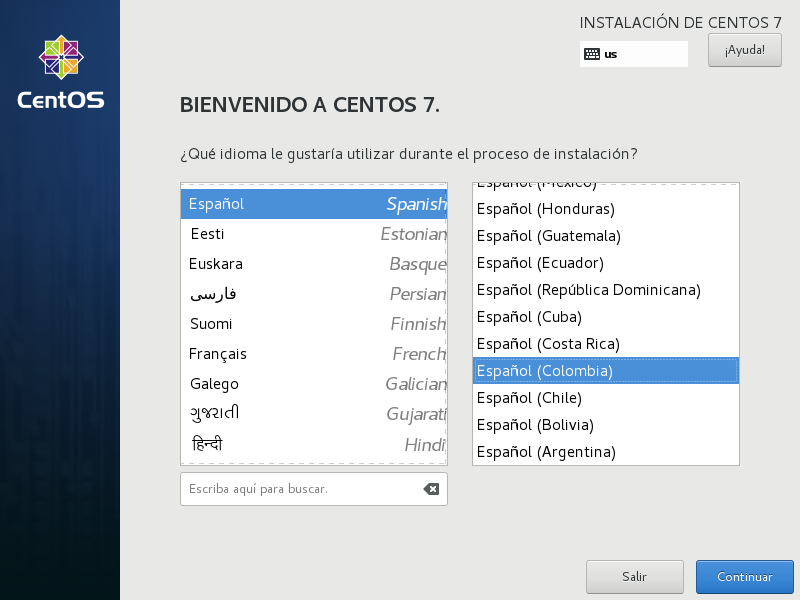 INSTALACIÓN DE CENTOS 7
us
¡Ayuda!
CentOS
BIENVENIDO A CENTOS 7.
¿Qué idioma le gustaría utilizar durante el proceso de instalación?
Español Spanish
Eesti Estonian
Euskara Basque
فارسی Persian
Suomi Finnish
Français French
Galego Galician
ગુજરાતી Gujarati
हिन्दी Hindi
Español (México)
Español (Honduras)
Español (Guatemala)
Español (Ecuador)
Español (República Dominicana)
Español (Cuba)
Español (Costa Rica)
Español (Colombia)
Español (Chile)
Español (Bolivia)
Español (Argentina)
Escriba aquí para buscar.
Salir
Continuar